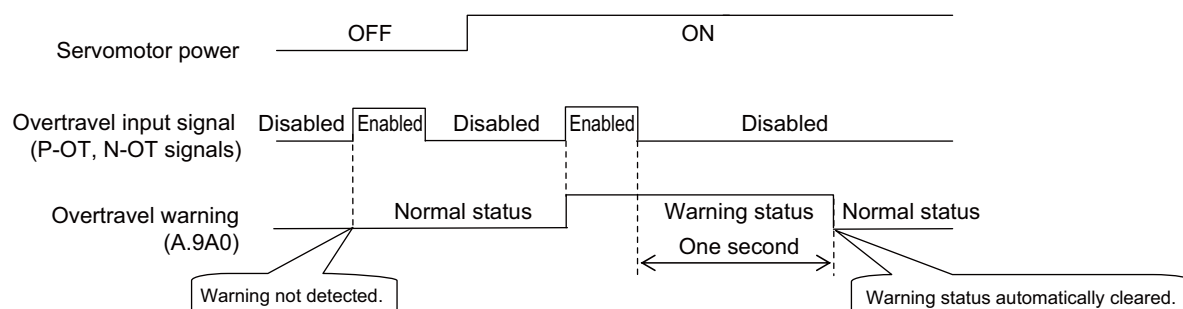 OFF
ON
Servomotor power
Overtravel input signal
(P-OT, N-OT signals)
Disabled
Enabled
Disabled
Enabled
Disabled
Overtravel warning
(A.9A0)
Normal status
Warning status
Normal status
One second
Warning not detected.
Warning status automatically cleared.